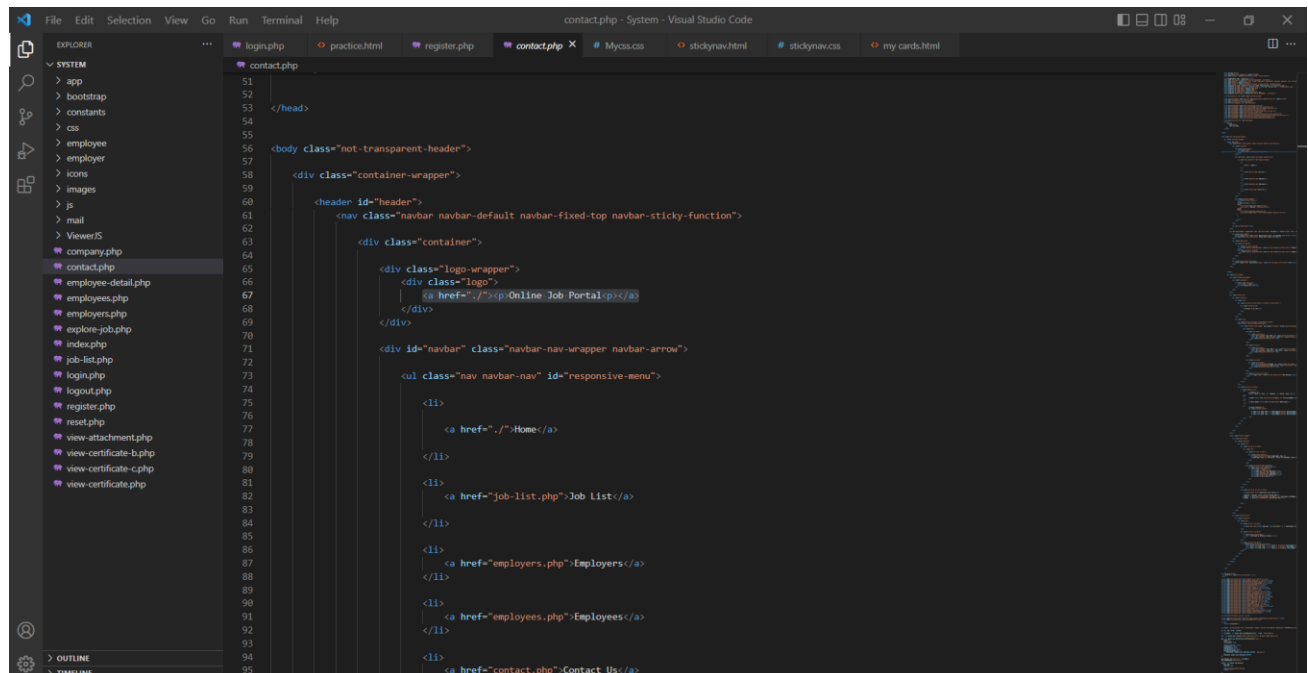 File Edit Selection View Go Run Terminal Help contact.php - System - Visual Studio Code
EXPLORER ···
login.php practice.html register.php contact.php Mycss.css stickynav.html stickynav.css my cards.html
SYSTEM
app
bootstrap
constants
css
employee
employer
icons
images
js
mail
ViewerJS
company.php
contact.php
employee-detail.php
employees.php
employers.php
explore-job.php
index.php
job-list.php
login.php
logout.php
register.php
reset.php
view-attachment.php
view-certificate-b.php
view-certificate-c.php
view-certificate.php
OUTLINE
TIMELINE
contact.php
51
52
53 </head>
54
55
56 <body class="not-transparent-header">
57
58 <div class="container-wrapper">
59
60 <header id="header">
61 <nav class="navbar navbar-default navbar-fixed-top navbar-sticky-function">
62
63 <div class="container">
64
65 <div class="logo-wrapper">
66 <div class="logo">
67 <a href="./"><p>Online Job Portal<p></a>
68 </div>
69 </div>
70
71 <div id="navbar" class="navbar-nav-wrapper navbar-arrow">
72
73 <ul class="nav navbar-nav" id="responsive-menu">
74
75 <li>
76
77 <a href="./">Home</a>
78
79 </li>
80
81 <li>
82 <a href="job-list.php">Job List</a>
83
84 </li>
85
86 <li>
87 <a href="employers.php">Employers</a>
88 </li>
89
90 <li>
91 <a href="employees.php">Employees</a>
92 </li>
93
94 <li>
95 <a href="contact.php">Contact Us</a>